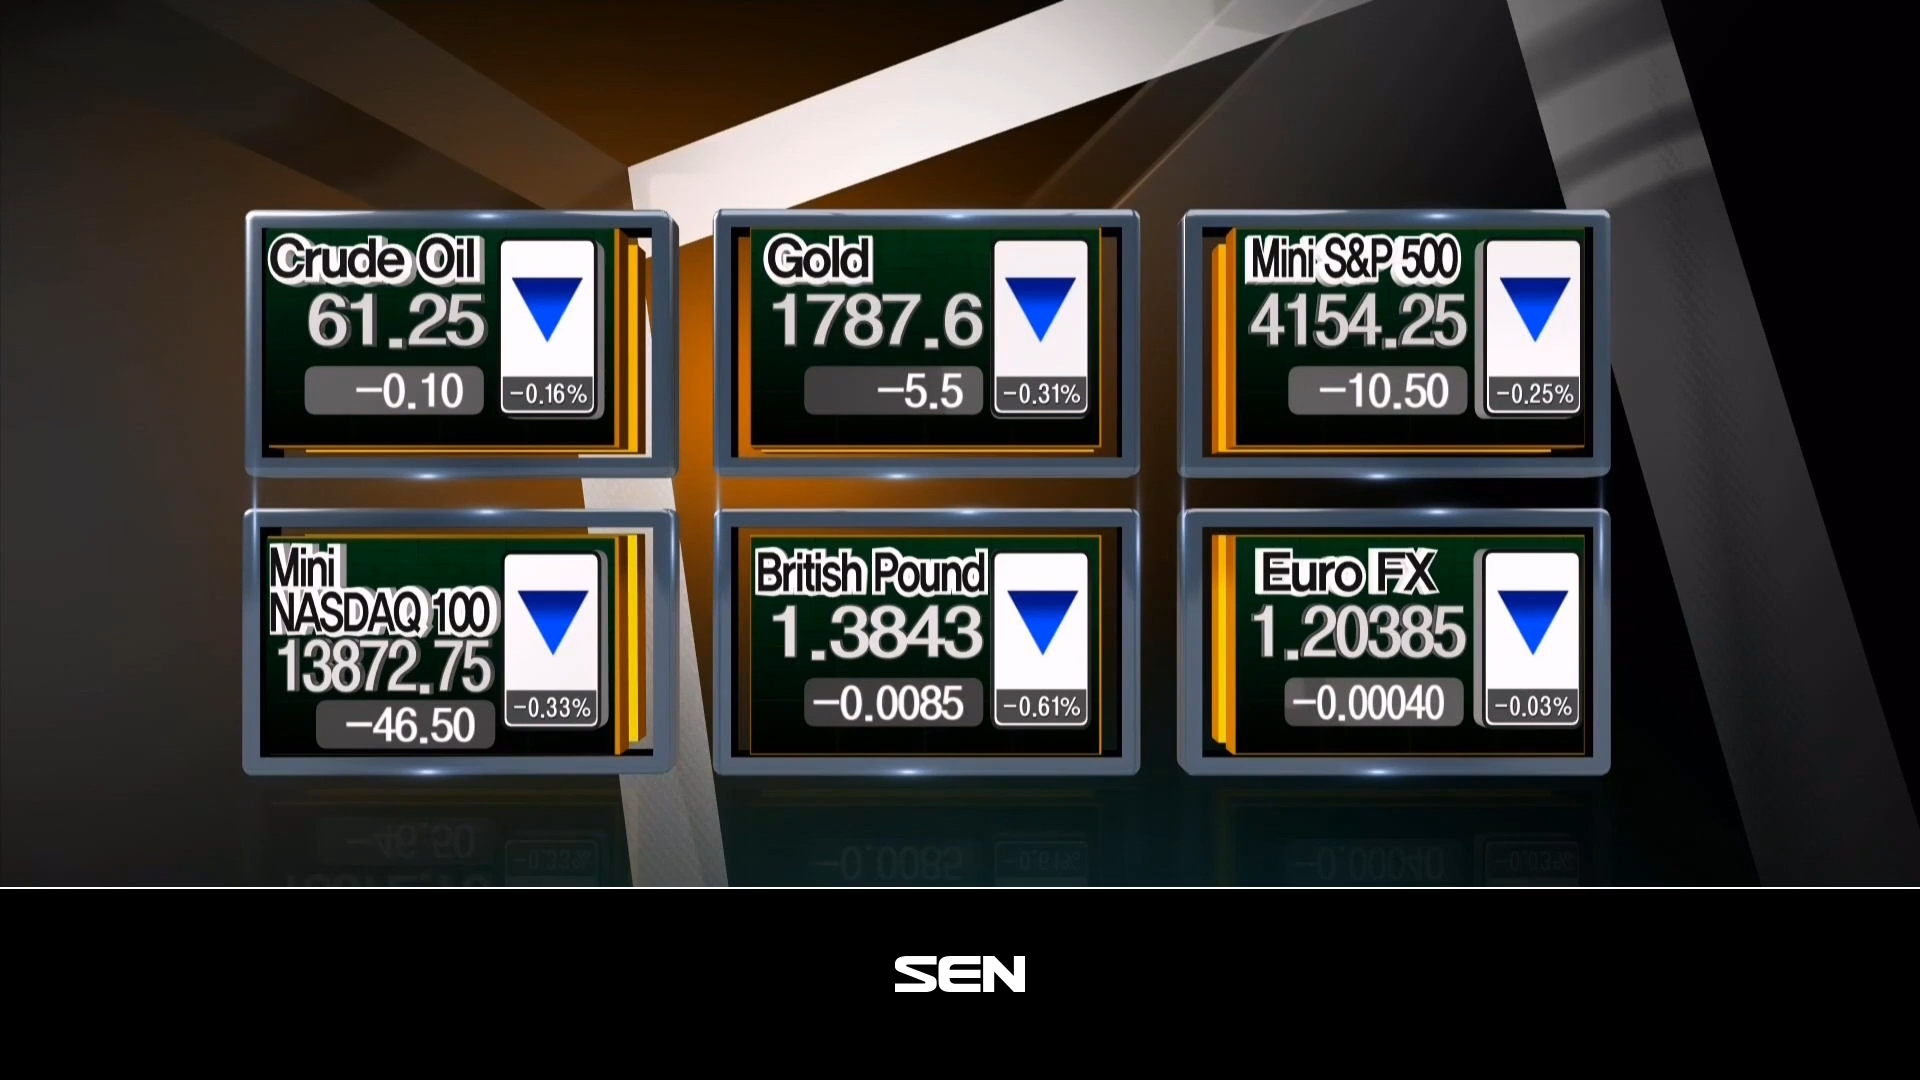 Crude Oil
61.25
-0.10
-0.16%
Gold
1787.6
-5.5
-0.31%
Mini S&P 500
4154.25
-10.50
-0.25%
Mini
NASDAQ 100
13872.75
-46.50
-0.33%
British Pound
1.3843
-0.0085
-0.61%
Euro FX
1.20385
-0.00040
-0.03%
SEN